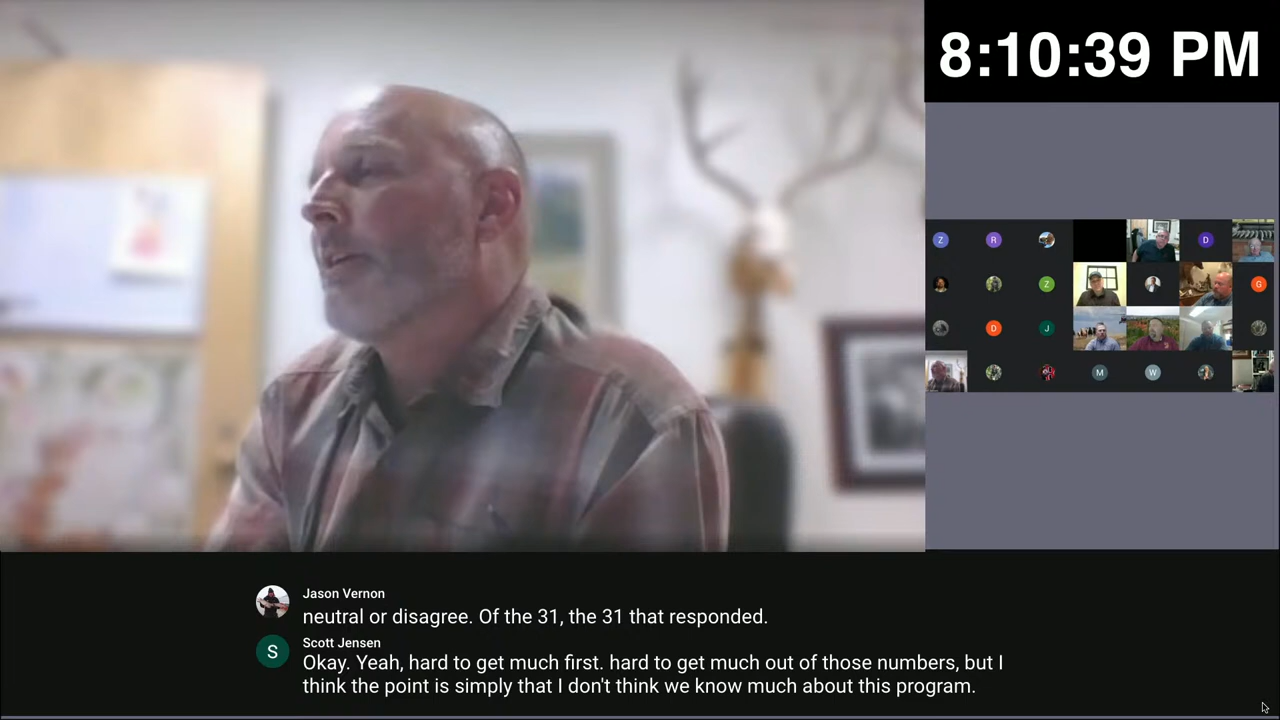 8:10:39 PM
Z
R
D
Z
G
D
J
M
W
Jason Vernon
neutral or disagree. Of the 31, the 31 that responded.
S
Scott Jensen
Okay. Yeah, hard to get much first. hard to get much out of those numbers, but I
think the point is simply that I don't think we know much about this program.